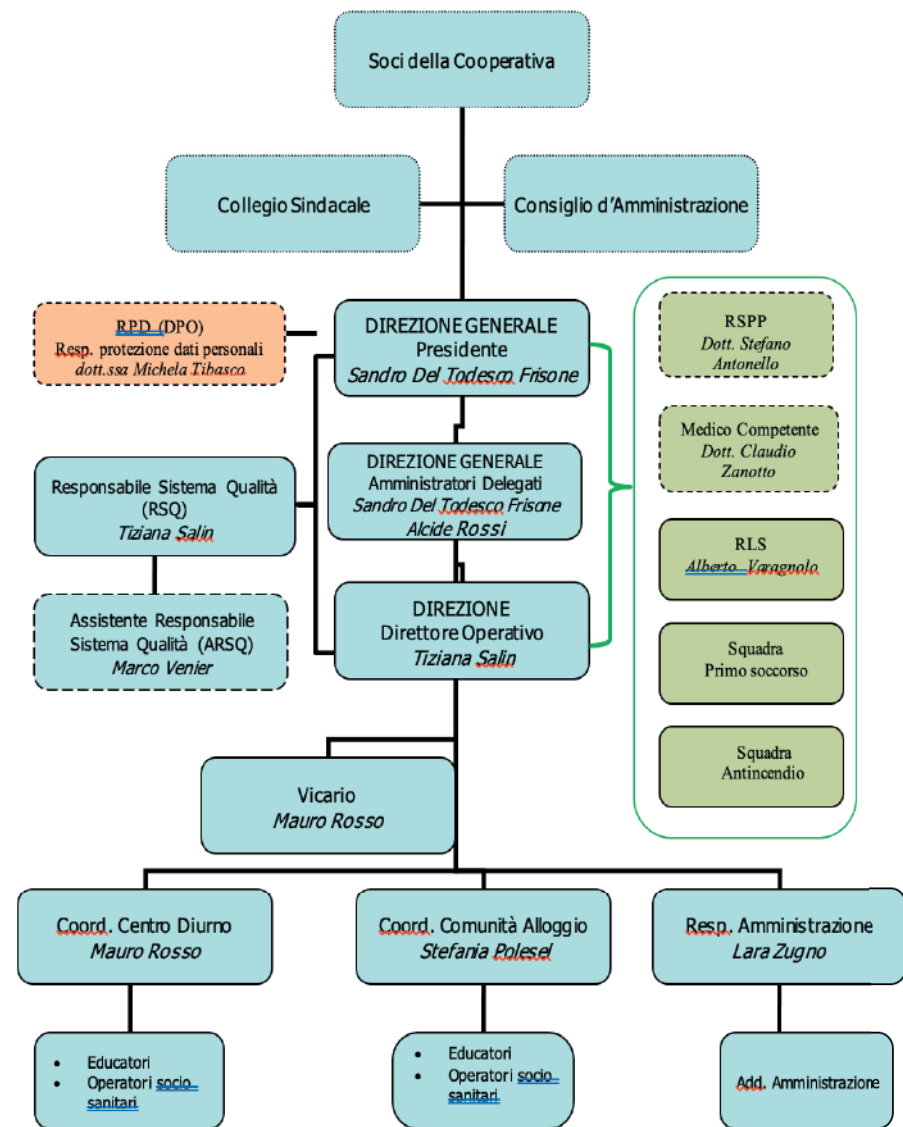 Soci della Cooperativa
Collegio Sindacale
Consiglio d'Amministrazione
RPD (DPO)
Resp. protezione dati personali
dott.ssa Michela Tibasco
DIREZIONE GENERALE
Presidente
Sandro Del Todesco Frisone
RSPP
Dott. Stefano
Antonello
Medico Competente
Dott. Claudio
Zanotto
Responsabile Sistema Qualità
(RSQ)
Tiziana Salin
DIREZIONE GENERALE
Amministratori Delegati
Sandro Del Todesco Frisone
Alcide Rossi
RLS
Alberto Varagnolo
Assistente Responsabile
Sistema Qualità (ARSQ)
Marco Venier
DIREZIONE
Direttore Operativo
Tiziana Salin
Squadra
Primo soccorso
Squadra
Antincendio
Vicario
Mauro Rosso
Coord. Centro Diurno
Mauro Rosso
Coord. Comunità Alloggio
Stefania Polesel
Resp. Amministrazione
Lara Zugno
• Educatori
• Operatori socio
sanitari
• Educatori
• Operatori socio
sanitari
Add. Amministrazione